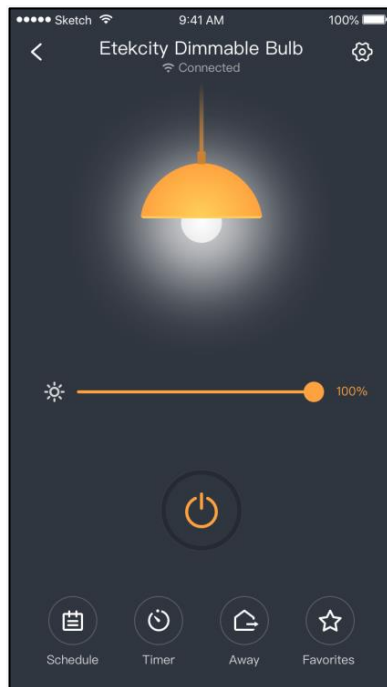 Sketch 9:41 AM 100%
Etekcity Dimmable Bulb
Connected
100%
Schedule Timer Away Favorites